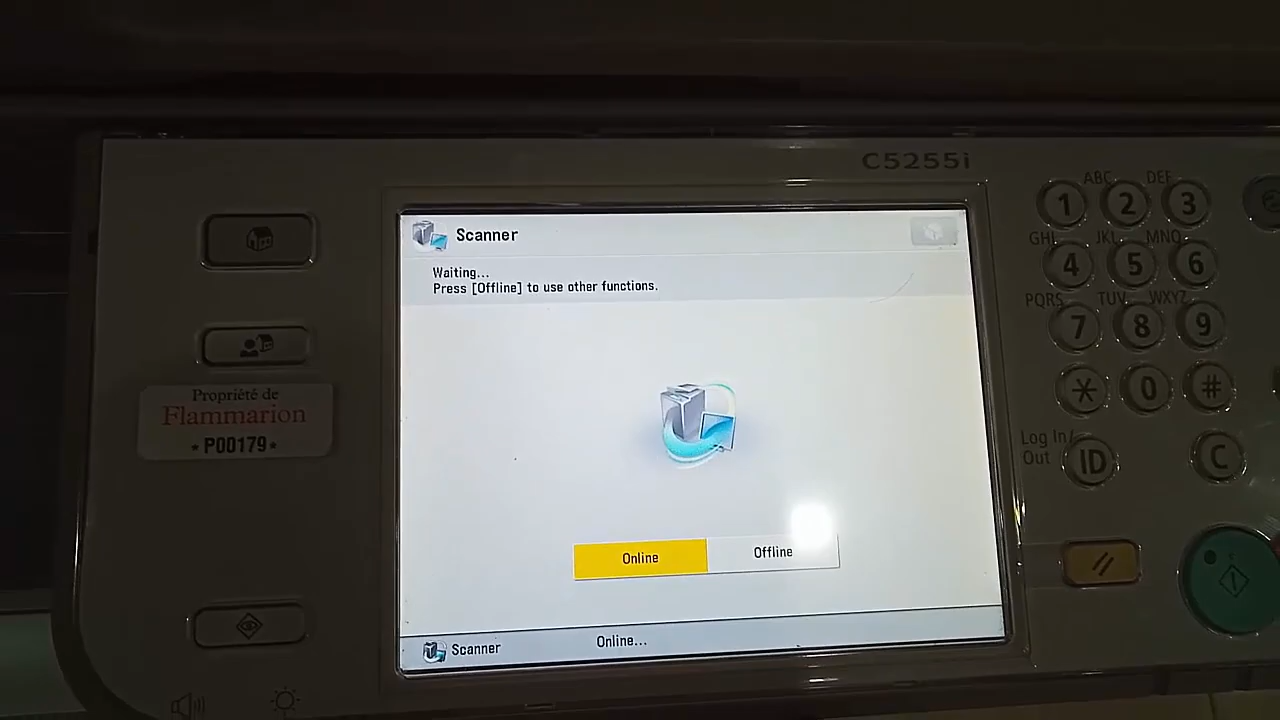 C5255i
Scanner
Waiting...
Press [Offline] to use other functions.
Online
Offline
Scanner
Online...
Propriété de
Flammarion
* P00179 *
ABC DEF
1 2 3
GHI JKL MNO
4 5 6
PQRS TUV WXYZ
7 8 9
* 0 #
Log In/
Out
ID
C